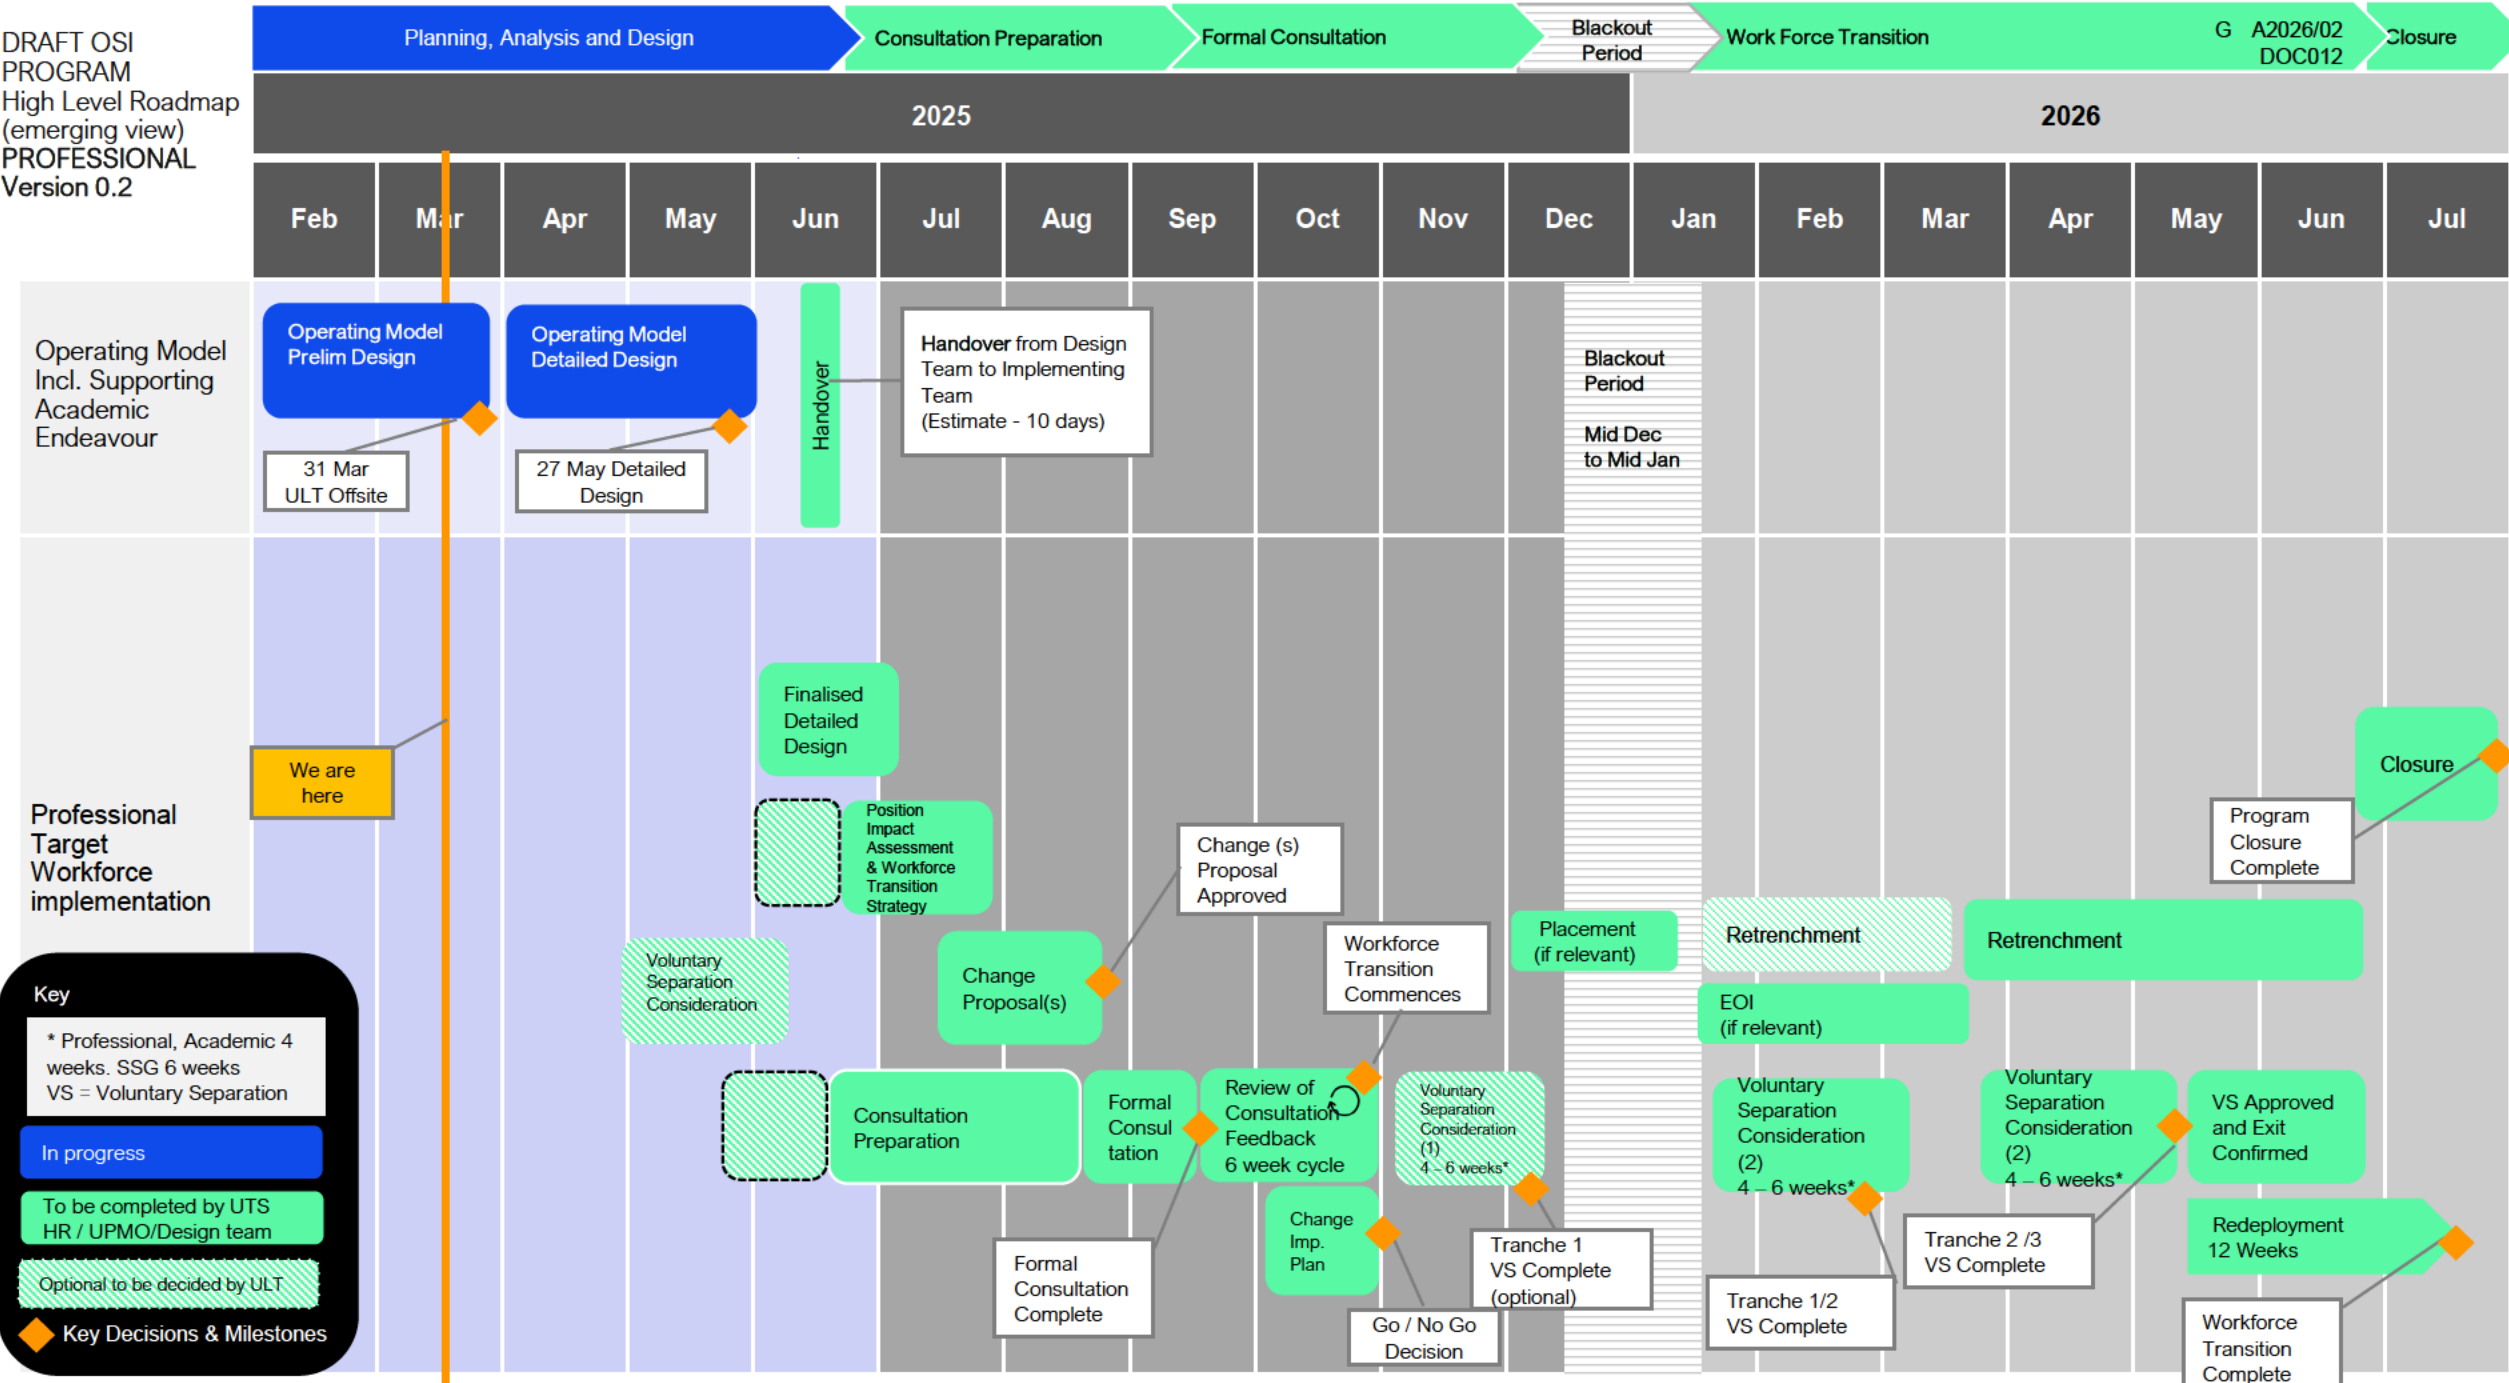 DRAFT OSI
PROGRAM
High Level Roadmap
(emerging view)
PROFESSIONAL
Version 0.2
Planning, Analysis and Design
Consultation Preparation
Formal Consultation
Blackout
Period
Work Force Transition
G A2026/02
DOC012
Closure
2025
2026
Feb
Mar
Apr
May
Jun
Jul
Aug
Sep
Oct
Nov
Dec
Jan
Feb
Mar
Apr
May
Jun
Jul
Operating Model
Incl. Supporting
Academic
Endeavour
Operating Model
Prelim Design
31 Mar
ULT Offsite
Operating Model
Detailed Design
27 May Detailed
Design
Handover
Handover from Design
Team to Implementing
Team
(Estimate - 10 days)
Blackout
Period
Mid Dec
to Mid Jan
Professional
Target
Workforce
implementation
We are
here
Finalised
Detailed
Design
Position
Impact
Assessment
& Workforce
Transition
Strategy
Voluntary
Separation
Consideration
Change
Proposal(s)
Change (s)
Proposal
Approved
Workforce
Transition
Commences
Placement
(if relevant)
Retrenchment
Retrenchment
EOI
(if relevant)
Closure
Program
Closure
Complete
Consultation
Preparation
Formal
Consul
tation
Review of
Consultation
Feedback
6 week cycle
Voluntary
Separation
Consideration
(1)
4 – 6 weeks*
Voluntary
Separation
Consideration
(2)
4 – 6 weeks*
Voluntary
Separation
Consideration
(2)
4 – 6 weeks*
VS Approved
and Exit
Confirmed
Change
Imp.
Plan
Redeployment
12 Weeks
Formal
Consultation
Complete
Go / No Go
Decision
Tranche 1
VS Complete
(optional)
Tranche 1/2
VS Complete
Tranche 2 /3
VS Complete
Workforce
Transition
Complete
Key
* Professional, Academic 4
weeks. SSG 6 weeks
VS = Voluntary Separation
In progress
To be completed by UTS
HR / UPMO/Design team
Optional to be decided by ULT
Key Decisions & Milestones